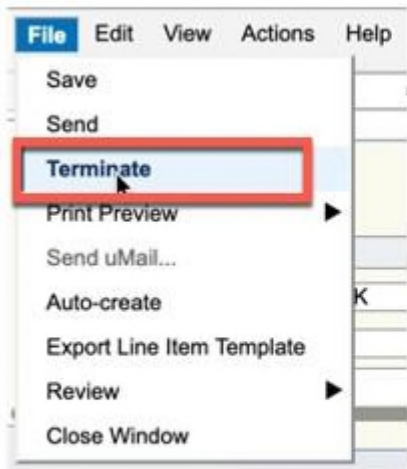 File Edit View Actions Help
Save
Send
Terminate
Print Preview
Send uMail...
Auto-create
K
Export Line Item Template
Review
Close Window